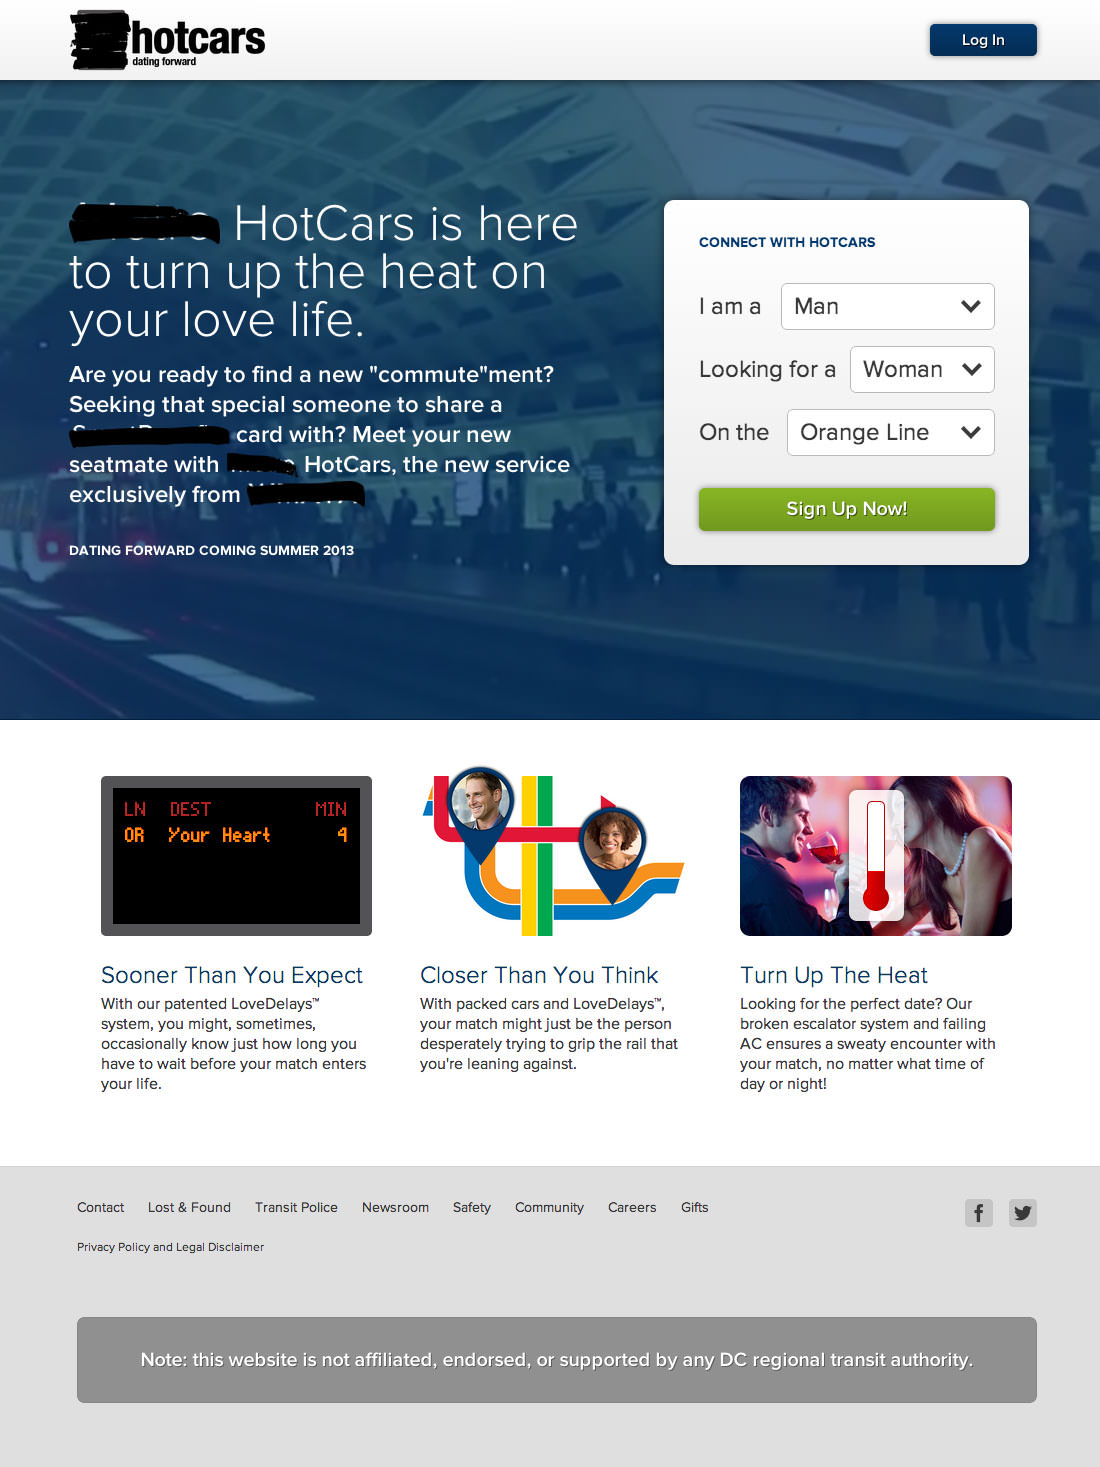 hotcars
dating forward
Log In
HotCars is here
to turn up the heat on
your love life.
Are you ready to find a new "commute"ment?
Seeking that special someone to share a
card with? Meet your new
seatmate with HotCars, the new service
exclusively from
DATING FORWARD COMING SUMMER 2013
CONNECT WITH HOTCARS
I am a Man
Looking for a Woman
On the Orange Line
Sign Up Now!
LN DEST MIN
OR Your Heart 4
Sooner Than You Expect
With our patented LoveDelays™
system, you might, sometimes,
occasionally know just how long you
have to wait before your match enters
your life.
Closer Than You Think
With packed cars and LoveDelays™,
your match might just be the person
desperately trying to grip the rail that
you're leaning against.
Turn Up The Heat
Looking for the perfect date? Our
broken escalator system and failing
AC ensures a sweaty encounter with
your match, no matter what time of
day or night!
Contact Lost & Found Transit Police Newsroom Safety Community Careers Gifts
Privacy Policy and Legal Disclaimer
Note: this website is not affiliated, endorsed, or supported by any DC regional transit authority.